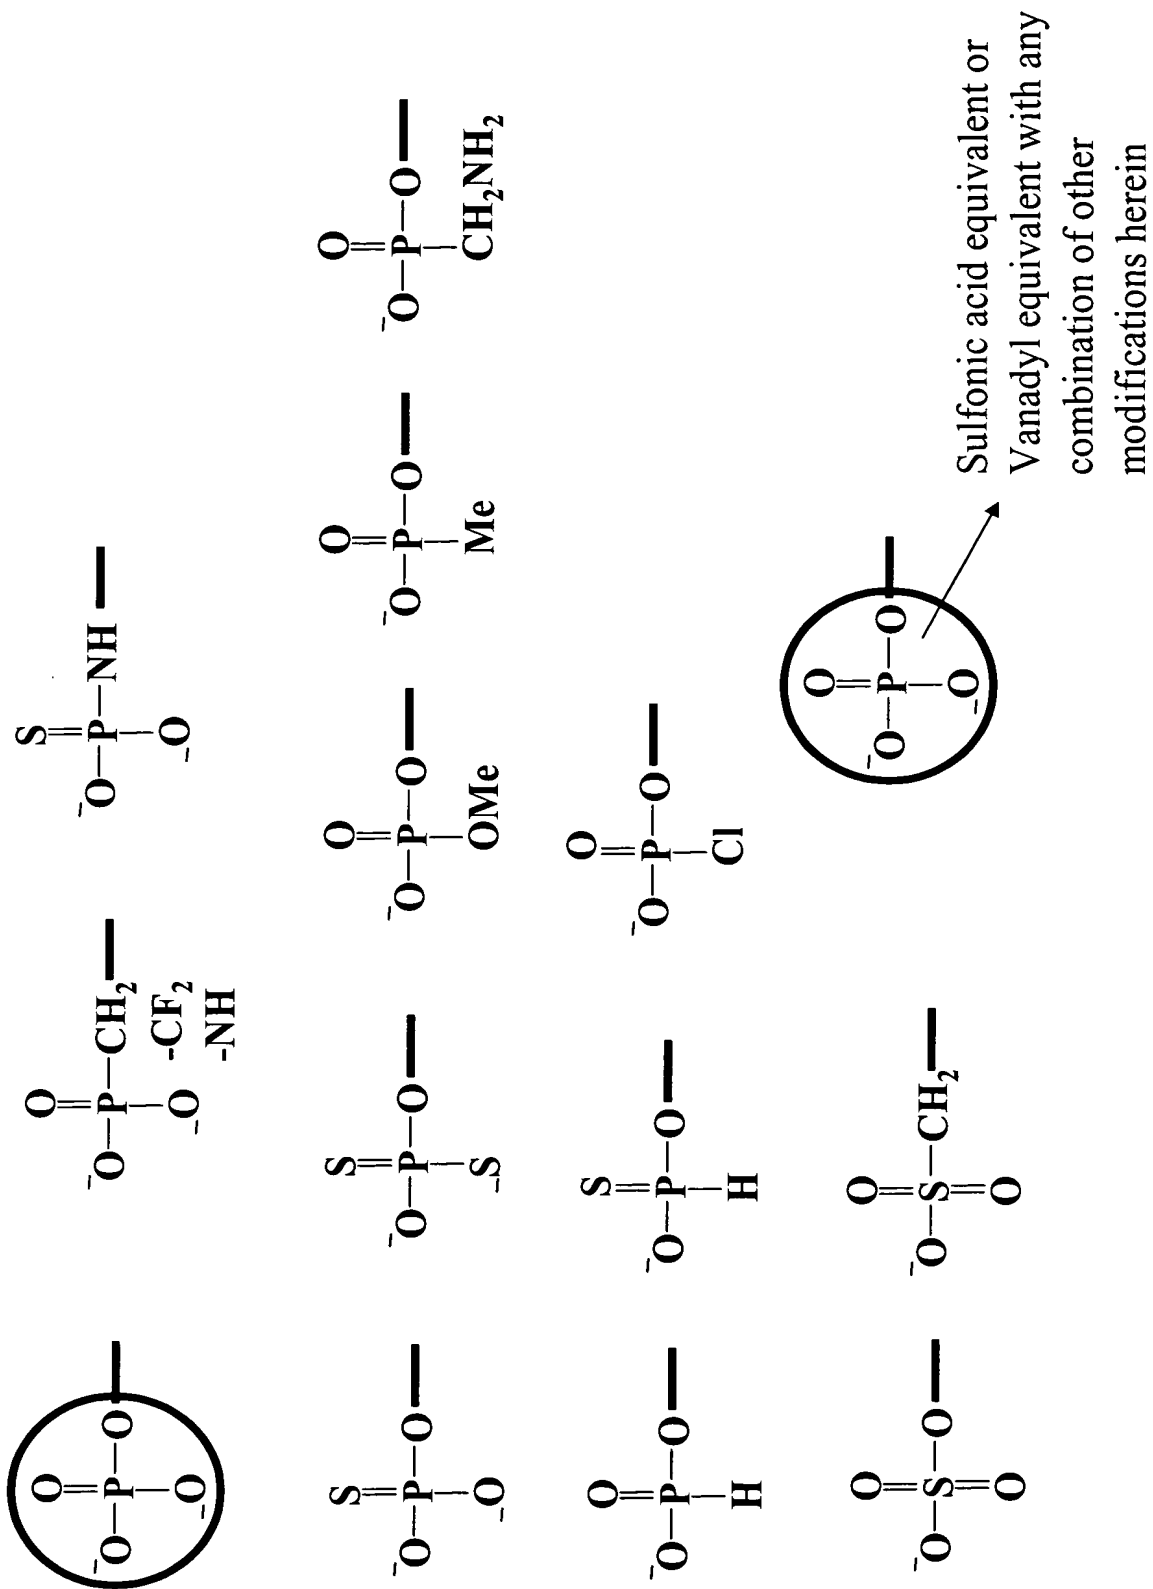 O
⁻O–P–O
O⁻
O
⁻O–P–CH₂
-CF₂
-NH
O⁻
S
⁻O–P–NH
O⁻
S
⁻O–P–O
O⁻
S
⁻O–P–O
S⁻
O
⁻O–P–O
OMe
O
⁻O–P–O
Me
O
⁻O–P–O
CH₂NH₂
O
⁻O–P–O
H
S
⁻O–P–O
H
O
⁻O–P–O
Cl
O
⁻O–S–O
O
O
⁻O–S–CH₂
O
O
⁻O–P–O
O⁻
Sulfonic acid equivalent or
Vanadyl equivalent with any
combination of other
modifications herein